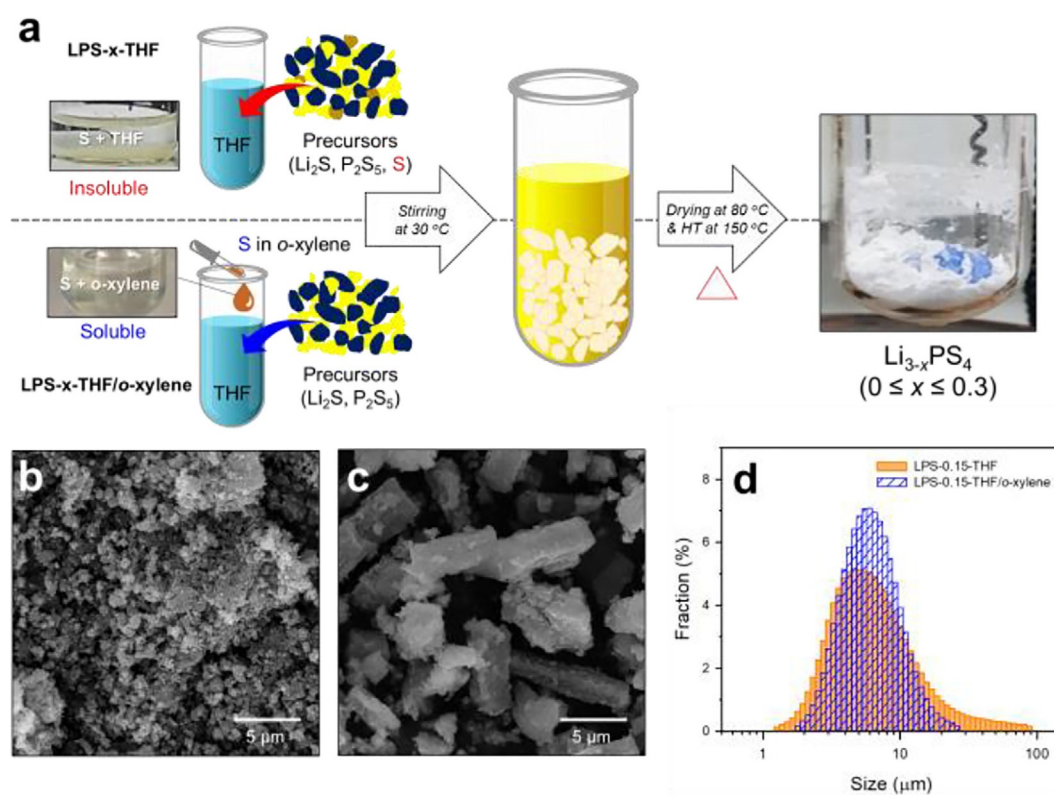 a
LPS-x-THF
S + THF
Insoluble
THF
Precursors
(Li₂S, P₂S₅, S)
S in o-xylene
S + o-xylene
Soluble
LPS-x-THF/o-xylene
THF
Precursors
(Li₂S, P₂S₅)
Stirring
at 30 °C
Drying at 80 °C
& HT at 150 °C
Li₃₋ₓPS₄
(0 ≤ x ≤ 0.3)
b
5 μm
c
5 μm
d
LPS-0.15-THF
LPS-0.15-THF/o-xylene
Fraction (%)
8
6
4
2
0
1
10
100
Size (μm)